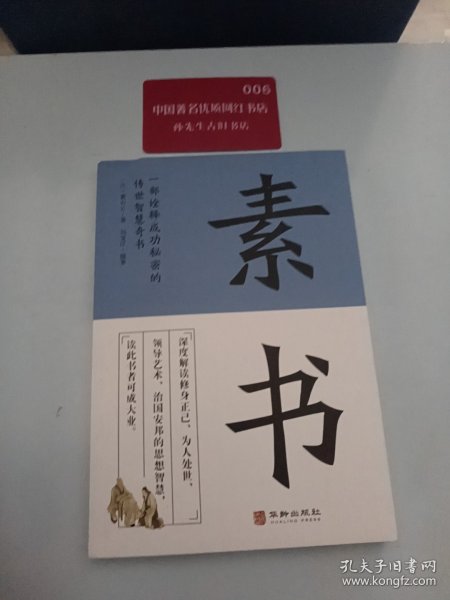 006
中国著名优质网红书店
孙先生古旧书店
素
书
一部诠释成功秘密的
传世智慧奇书
深度解读修身正己、为人处世、
领导艺术、治国安邦的思想智慧,
读此书者可成大业。
华龄出版社
HUALING PRESS
孔夫子旧书网
www.kongfz.com